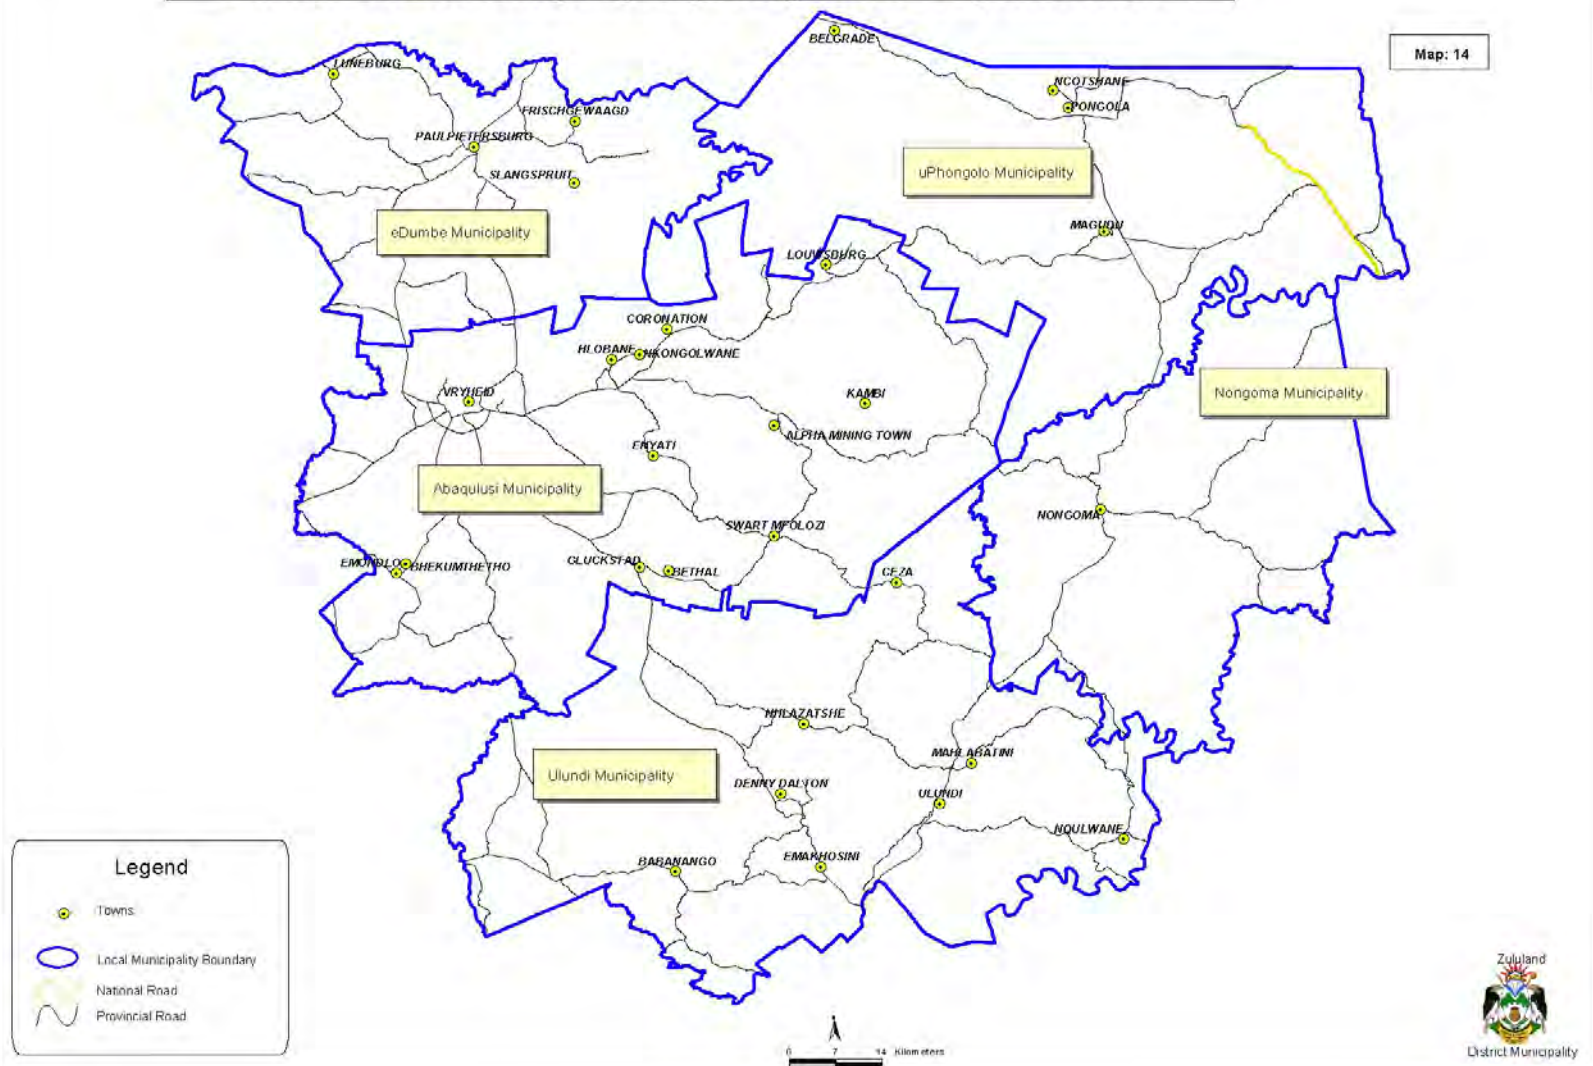 BELGRADE
Map: 14
LUNEBURG
NCOTSHANE
PONGOLA
FRISCHGEWAAGD
PAULPIETERSBURG
SLANGSPRUIT
uPhongolo Municipality
eDumbe Municipality
MAGUDU
LOUWSBURG
CORONATION
HLOBANE
NKONGOLWANE
VRYHEID
KAMBI
Nongoma Municipality
ALPHA MINING TOWN
ENYATI
Abaqulusi Municipality
NONGOMA
SWART MFOLOZI
EMONDLO
BHEKUMTHETHO
GLUCKSTAD
BETHAL
CEZA
NHLAZATSHE
MAHLABATINI
Ulundi Municipality
DENNY DALTON
ULUNDI
NQULWANE
BABANANGO
EMAKHOSINI
Legend
Towns
Local Municipality Boundary
National Road
Provincial Road
0 7 14 Kilometers
Zululand
District Municipality